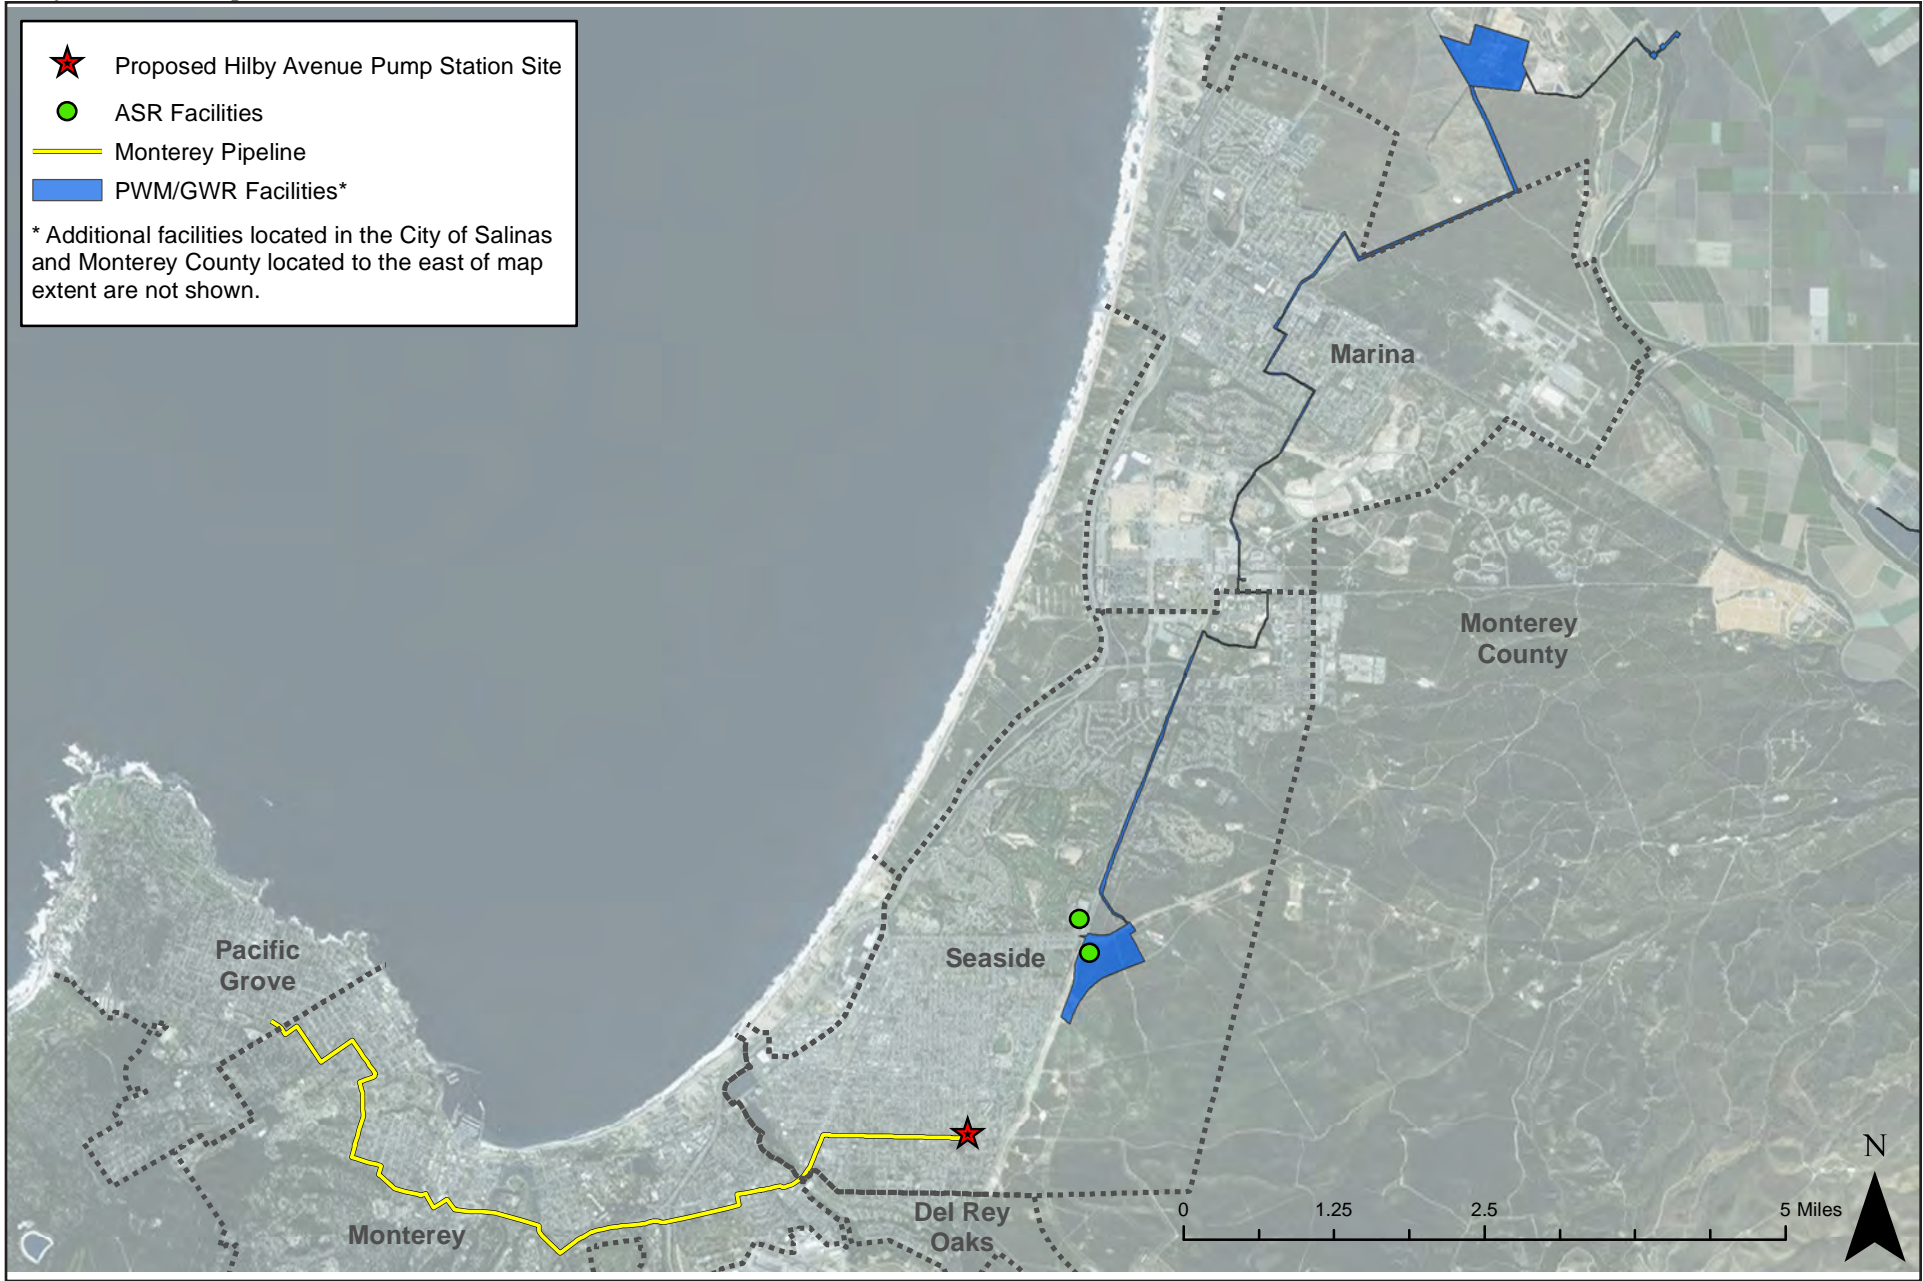 Proposed Hilby Avenue Pump Station Site
ASR Facilities
Monterey Pipeline
PWM/GWR Facilities*
* Additional facilities located in the City of Salinas
and Monterey County located to the east of map
extent are not shown.
Marina
Monterey
County
Seaside
Pacific
Grove
Monterey
Del Rey
Oaks
N
0 1.25 2.5 5 Miles